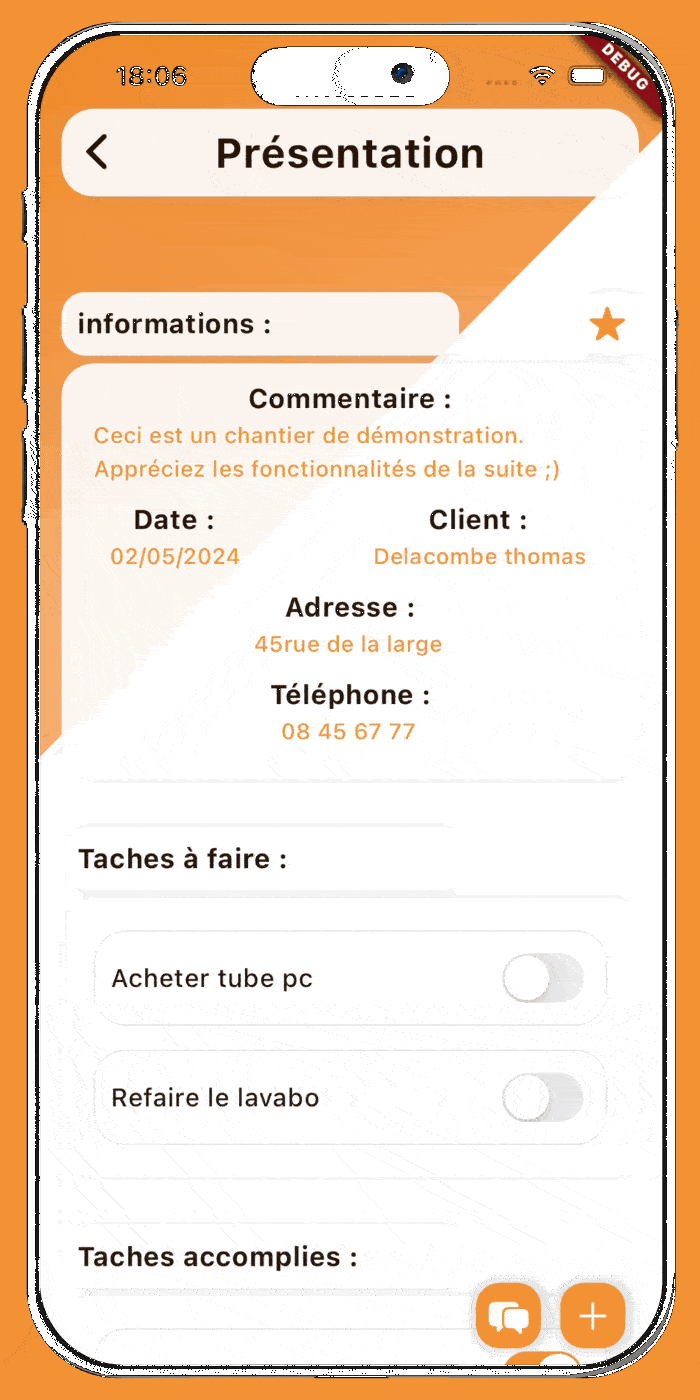 18:06
DEBUG
Présentation
informations :
Commentaire :
Ceci est un chantier de démonstration.
Appréciez les fonctionnalités de la suite ;)
Date :
Client :
02/05/2024
Delacombe thomas
Adresse :
45rue de la large
Téléphone :
08 45 67 77
Taches à faire :
Acheter tube pc
Refaire le lavabo
Taches accomplies :